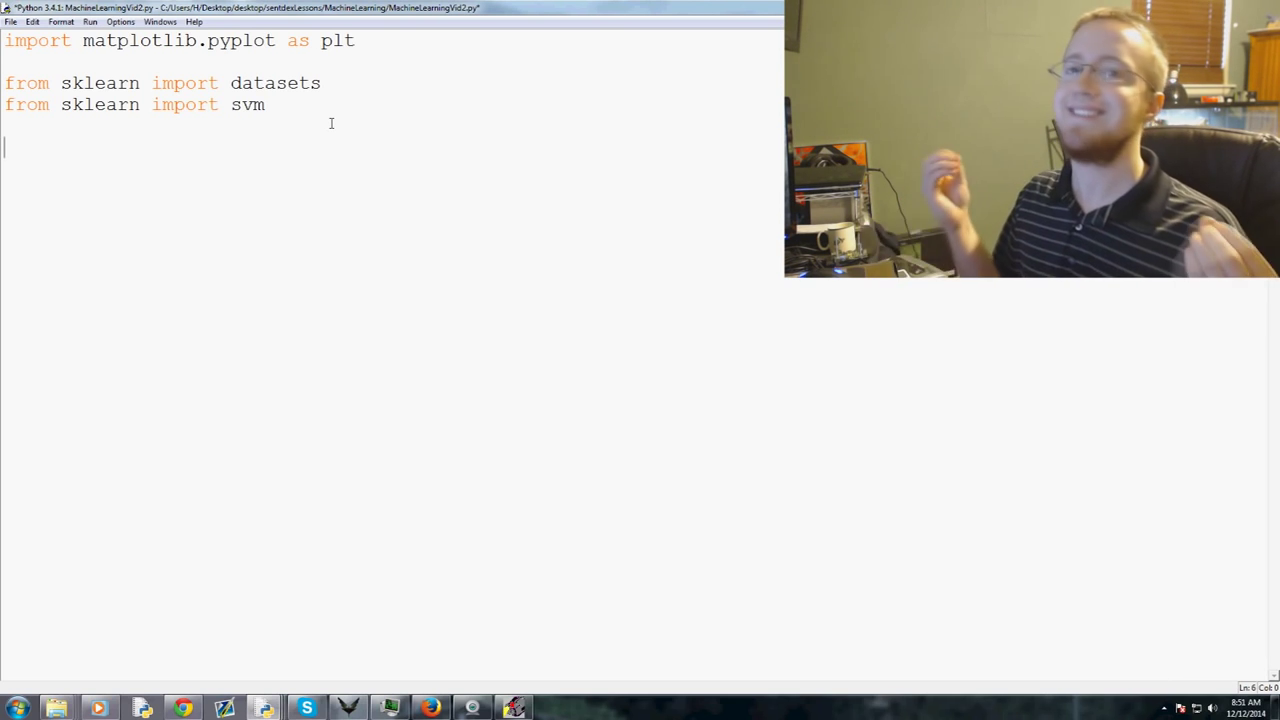 *Python 3.4.1: MachineLearningVid2.py - C:/Users/H/Desktop/desktop/sentdexLessons/MachineLearning/MachineLearningVid2.py*
File Edit Format Run Options Windows Help
import matplotlib.pyplot as plt
from sklearn import datasets
from sklearn import svm
Ln: 6 Col: 0
8:51 AM
12/12/2014